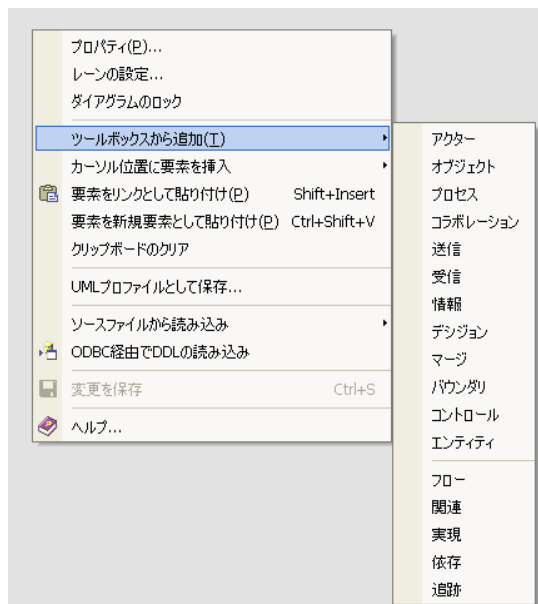 プロパティ(P)...
レーンの設定...
ダイアグラムのロック
ツールボックスから追加(T)
カーソル位置に要素を挿入
要素をリンクとして貼り付け(P) Shift+Insert
要素を新規要素として貼り付け(P) Ctrl+Shift+V
クリップボードのクリア
UMLプロファイルとして保存...
ソースファイルから読み込み
ODBC経由でDDLの読み込み
変更を保存 Ctrl+S
ヘルプ...
アクター
オブジェクト
プロセス
コラボレーション
送信
受信
情報
デシジョン
マージ
バウンダリ
コントロール
エンティティ
フロー
関連
実現
依存
追跡